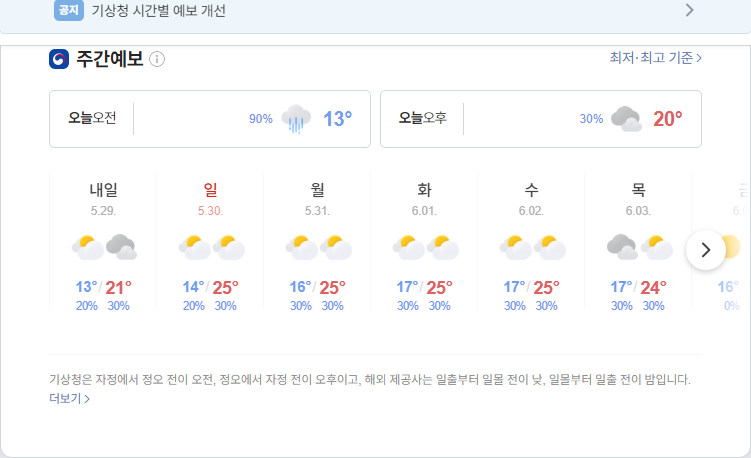 공지 기상청 시간별 예보 개선
주간예보
최저·최고 기준
오늘오전 90% 13°
오늘오후 30% 20°
내일 일 월 화 수 목
5.29. 5.30. 5.31. 6.01. 6.02. 6.03.
13°/21° 14°/25° 16°/25° 17°/25° 17°/25° 17°/24° 16°
20% 30% 20% 30% 30% 30% 30% 30% 30% 30% 30% 30% 0%
기상청은 자정에서 정오 전이 오전, 정오에서 자정 전이 오후이고, 해외 제공사는 일출부터 일몰 전이 낮, 일몰부터 일출 전이 밤입니다.
더보기